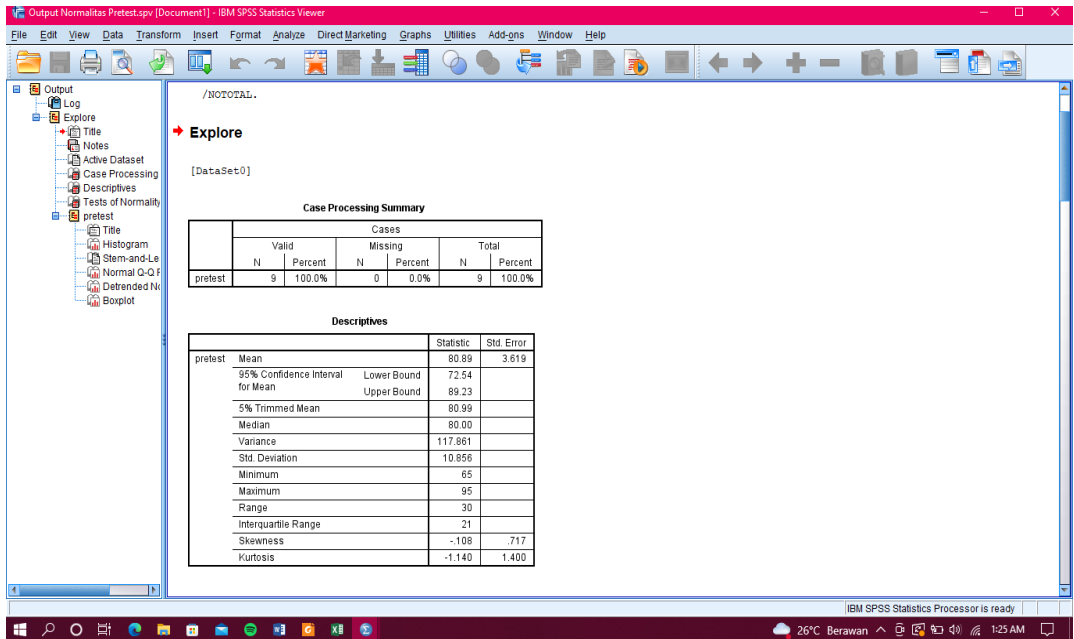 Output Normalitas Pretest.spv [Document1] - IBM SPSS Statistics Viewer
File Edit View Data Transform Insert Format Analyze Direct Marketing Graphs Utilities Add-ons Window Help
Output
Log
Explore
Title
Notes
Active Dataset
Case Processing
Descriptives
Tests of Normality
pretest
Title
Histogram
Stem-and-Le
Normal Q-Q P
Detrended No
Boxplot
/NOTOTAL.
Explore
[DataSet0]
Case Processing Summary
Cases
Valid Missing Total
N Percent N Percent N Percent
pretest 9 100.0% 0 0.0% 9 100.0%
Descriptives
Statistic Std. Error
pretest Mean 80.89 3.619
95% Confidence Interval Lower Bound 72.54
for Mean Upper Bound 89.23
5% Trimmed Mean 80.99
Median 80.00
Variance 117.861
Std. Deviation 10.856
Minimum 65
Maximum 95
Range 30
Interquartile Range 21
Skewness -.108 .717
Kurtosis -1.140 1.400
IBM SPSS Statistics Processor is ready
26°C Berawan 1:25 AM